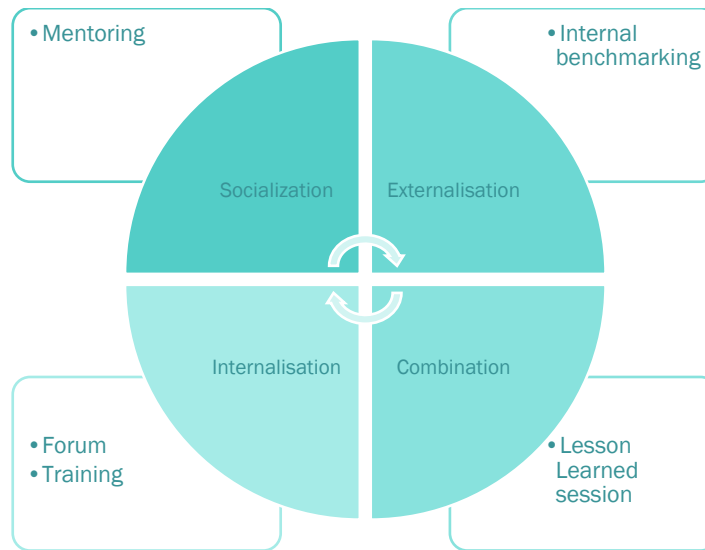 • Mentoring
• Internal
benchmarking
Socialization
Externalisation
Internalisation
Combination
• Forum
• Training
• Lesson
Learned
session